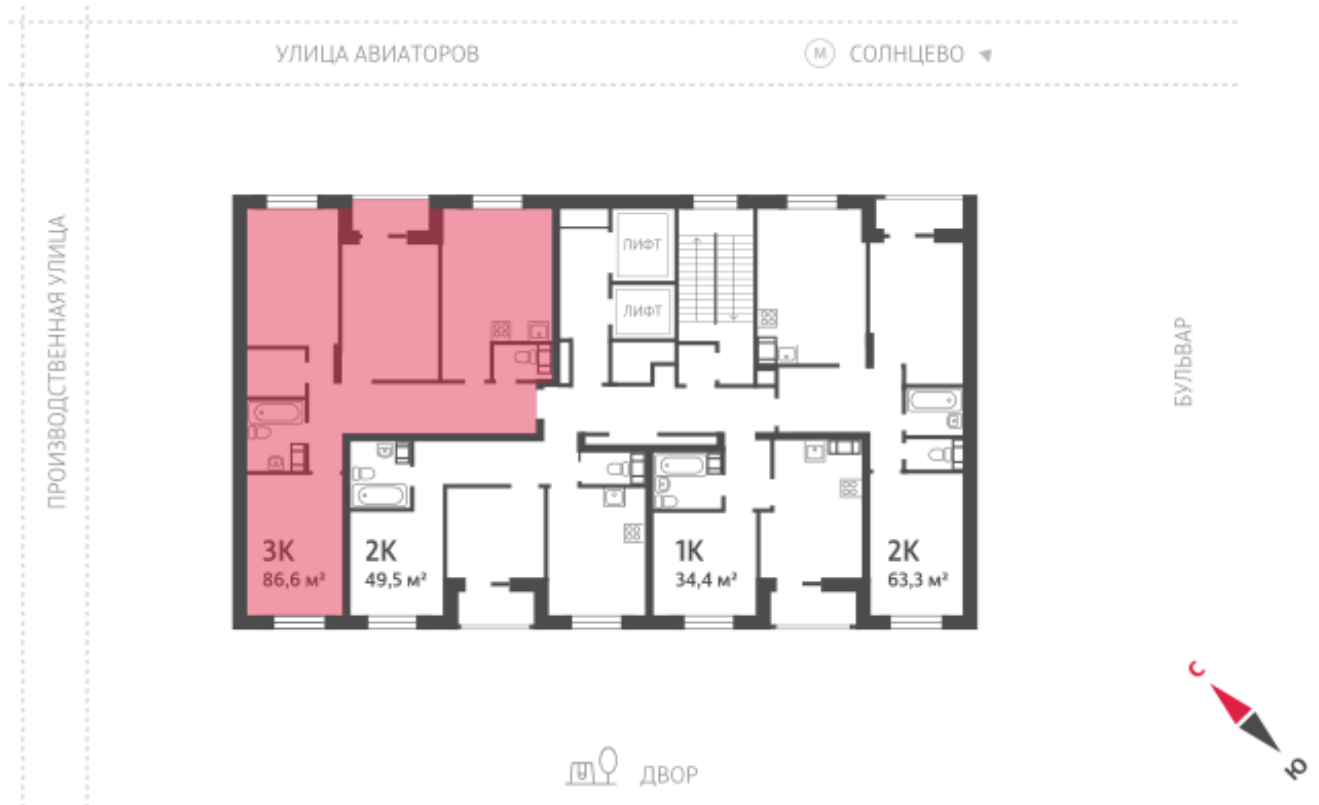 УЛИЦА АВИАТОРОВ
М СОЛНЦЕВО
ПРОИЗВОДСТВЕННАЯ УЛИЦА
ЛИФТ
ЛИФТ
БУЛЬВАР
3К
86,6 м²
2К
49,5 м²
1К
34,4 м²
2К
63,3 м²
С
Ю
ДВОР